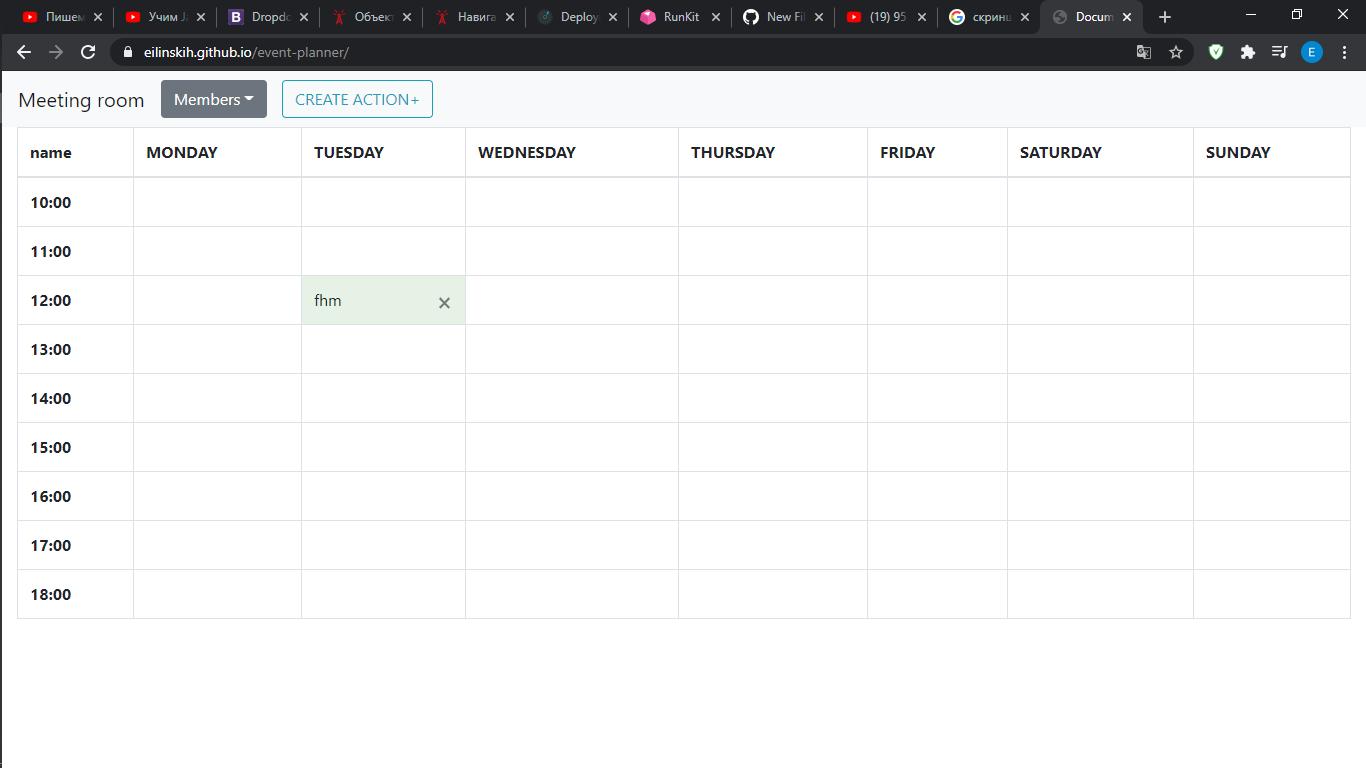 Пишем
Учим Ja
Dropdo
Объект
Навига
Deploy
RunKit
New Fil
(19) 95
скринш
Docum
eilinskih.github.io/event-planner/
E
Meeting room
Members
CREATE ACTION+
name MONDAY TUESDAY WEDNESDAY THURSDAY FRIDAY SATURDAY SUNDAY
10:00
11:00
12:00 fhm ×
13:00
14:00
15:00
16:00
17:00
18:00